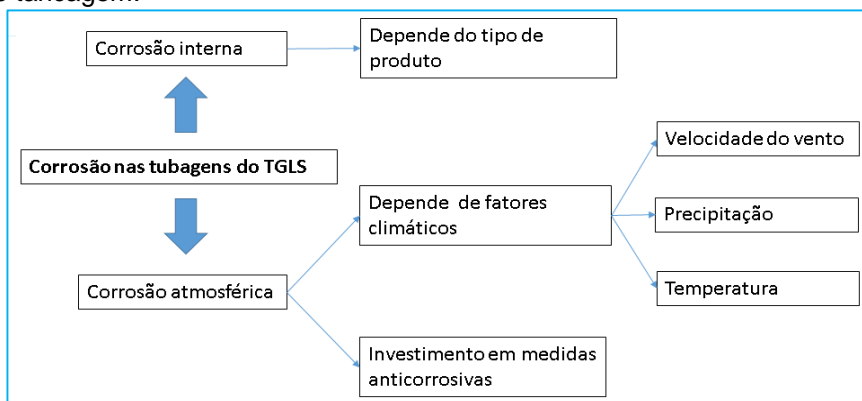 Corrosão interna
Depende do tipo de
produto
Corrosão nas tubagens do TGLS
Velocidade do vento
Depende de fatores
climáticos
Precipitação
Corrosão atmosférica
Temperatura
Investimento em medidas
anticorrosivas